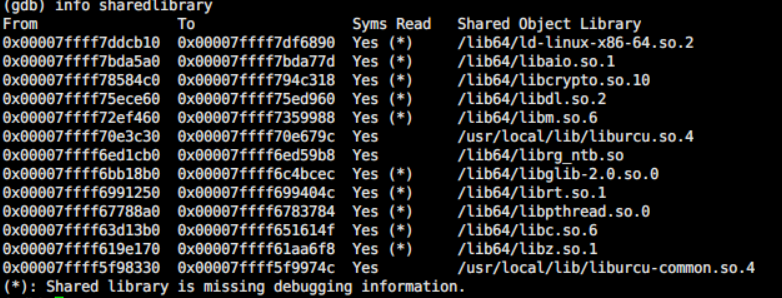 (gdb) info sharedlibrary
From                To                  Syms Read   Shared Object Library
0x00007ffff7ddcb10  0x00007ffff7df6890  Yes (*)     /lib64/ld-linux-x86-64.so.2
0x00007ffff7bda5a0  0x00007ffff7bda77d  Yes (*)     /lib64/libaio.so.1
0x00007ffff78584c0  0x00007ffff794c318  Yes (*)     /lib64/libcrypto.so.10
0x00007ffff75ece60  0x00007ffff75ed960  Yes (*)     /lib64/libdl.so.2
0x00007ffff72ef460  0x00007ffff7359988  Yes (*)     /lib64/libm.so.6
0x00007ffff70e3c30  0x00007ffff70e679c  Yes         /usr/local/lib/liburcu.so.4
0x00007ffff6ed1cb0  0x00007ffff6ed59b8  Yes         /lib64/librg_ntb.so
0x00007ffff6bb18b0  0x00007ffff6c4bcec  Yes (*)     /lib64/libglib-2.0.so.0
0x00007ffff6991250  0x00007ffff699404c  Yes (*)     /lib64/librt.so.1
0x00007ffff67788a0  0x00007ffff6783784  Yes (*)     /lib64/libpthread.so.0
0x00007ffff63d13b0  0x00007ffff651614f  Yes (*)     /lib64/libc.so.6
0x00007ffff619e170  0x00007ffff61aa6f8  Yes (*)     /lib64/libz.so.1
0x00007ffff5f98330  0x00007ffff5f9974c  Yes         /usr/local/lib/liburcu-common.so.4
(*): Shared library is missing debugging information.